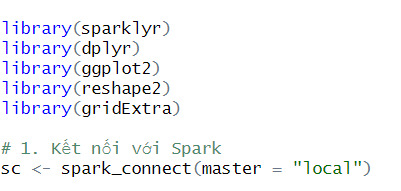 library(sparklyr)
library(dplyr)
library(ggplot2)
library(reshape2)
library(gridExtra)
# 1. Kết nối với Spark
sc <- spark_connect(master = "local")